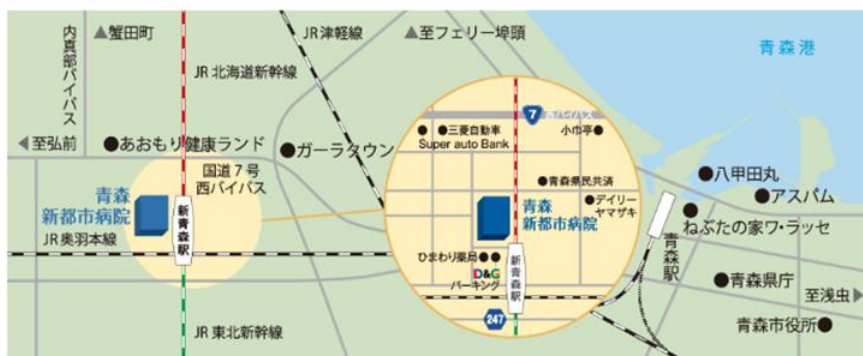 ▲蟹田町
JR津軽線
▲至フェリー埠頭
青森港
内真部バイパス
JR北海道新幹線
◀至弘前
●あおもり健康ランド
●ガーラタウン
国道7号
西バイパス
青森
新都市病院
新青森駅
JR奥羽本線
JR東北新幹線
7
西バイパス
●三菱自動車
Super auto Bank
小巾亭●
●青森県民共済
●デイリー
ヤマザキ
青森
新都市病院
ひまわり薬局●
D&G
パーキング
新青森駅
247
●八甲田丸
●アスパム
●ねぶたの家ワ・ラッセ
青森駅
●青森県庁
至浅虫▶
青森市役所●